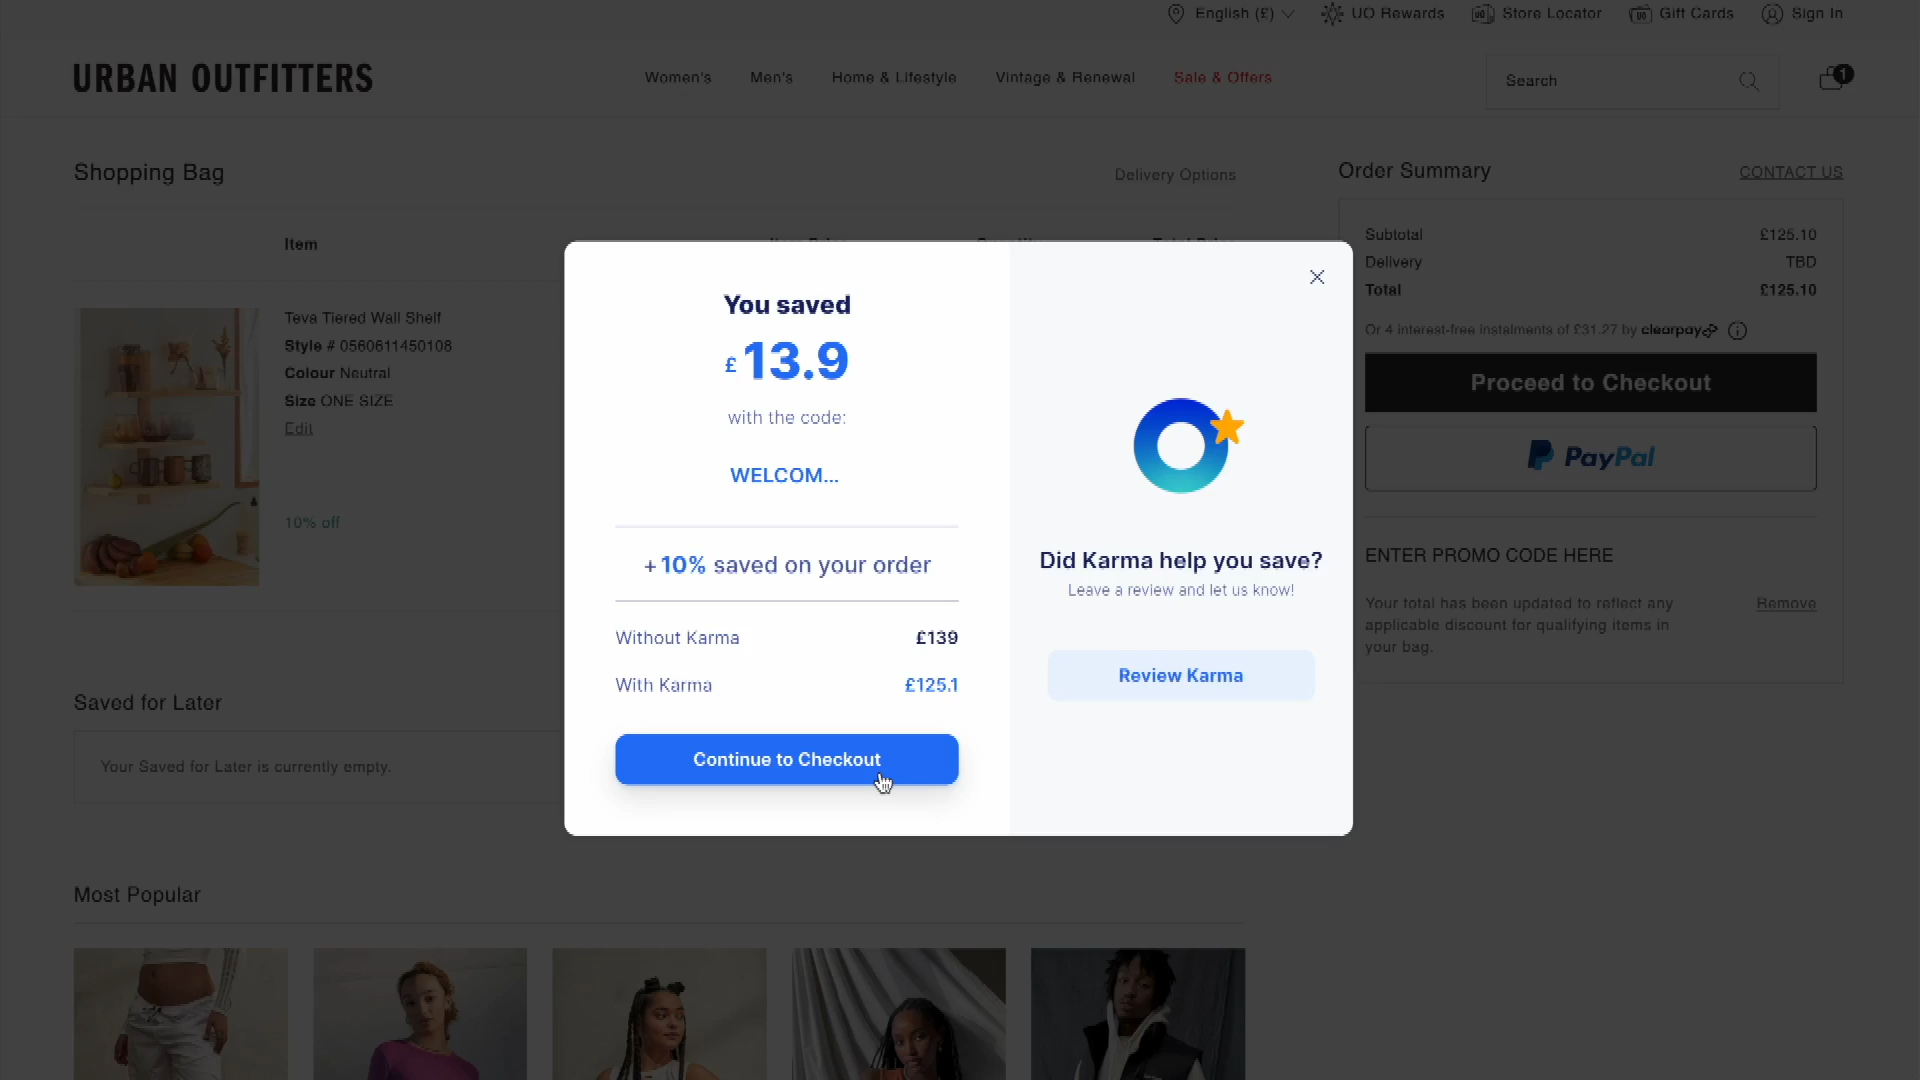 English (£)
UO Rewards
Store Locator
Gift Cards
Sign In
URBAN OUTFITTERS
Women's
Men's
Home & Lifestyle
Vintage & Renewal
Sale & Offers
Search
1
Shopping Bag
Delivery Options
Order Summary
CONTACT US
Item
Subtotal £125.10
Delivery TBD
Total £125.10
Or 4 interest-free instalments of £31.27 by clearpay
Proceed to Checkout
PayPal
ENTER PROMO CODE HERE
Your total has been updated to reflect any
applicable discount for qualifying items in
your bag.
Remove
Teva Tiered Wall Shelf
Style # 0560611450108
Colour Neutral
Size ONE SIZE
Edit
10% off
You saved
£13.9
with the code:
WELCOM...
+10% saved on your order
Without Karma £139
With Karma £125.1
Continue to Checkout
Did Karma help you save?
Leave a review and let us know!
Review Karma
Saved for Later
Your Saved for Later is currently empty.
Most Popular